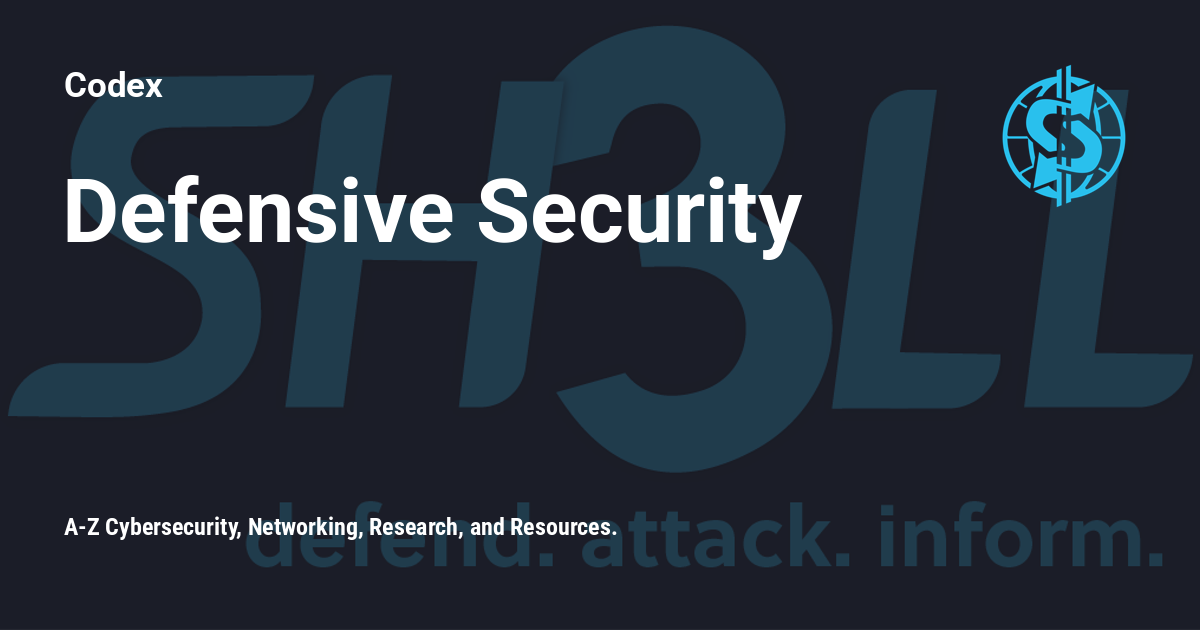 Codex
SH3LL
Defensive Security
A-Z Cybersecurity, Networking, Research, and Resources.
defend. attack. inform.